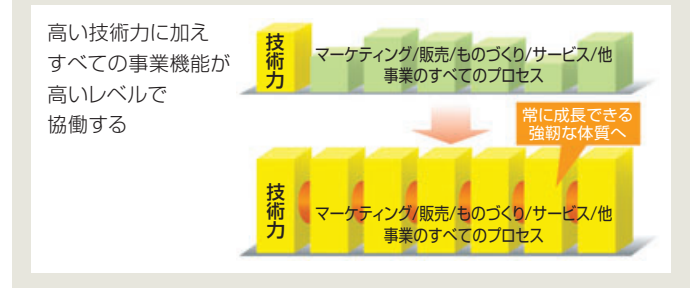 高い技術力に加え
すべての事業機能が
高いレベルで
協働する
技術力
マーケティング/販売/ものづくり/サービス/他
事業のすべてのプロセス
常に成長できる
強靭な体質へ
技術力
マーケティング/販売/ものづくり/サービス/他
事業のすべてのプロセス